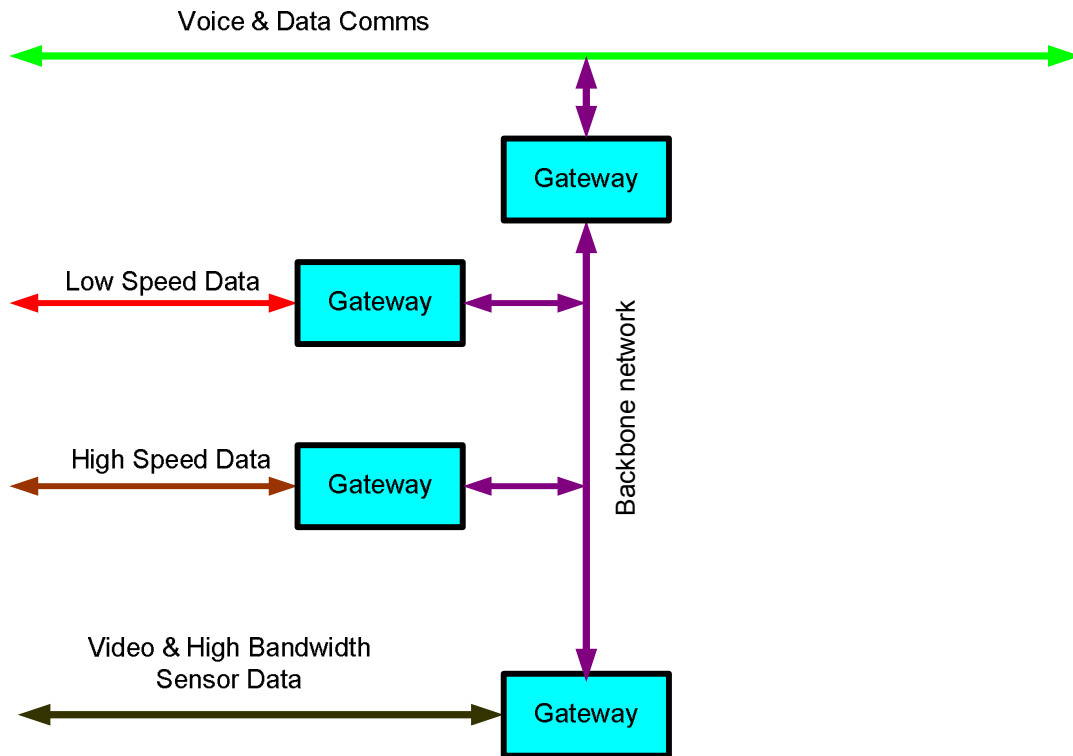 Voice & Data Comms
Gateway
Low Speed Data
Gateway
Backbone network
High Speed Data
Gateway
Video & High Bandwidth
Sensor Data
Gateway